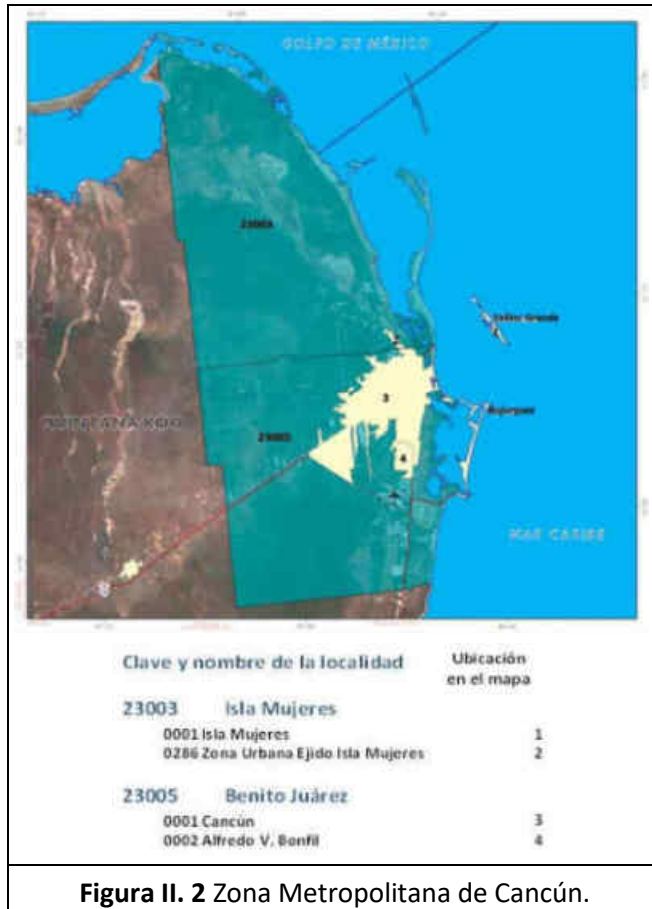 GOLFO DE MÉXICO
23003
2
3
23005
QUINTANA ROO
4
MAR CARIBE
Clave y nombre de la localidad
Ubicación
en el mapa
23003 Isla Mujeres
0001 Isla Mujeres 1
0286 Zona Urbana Ejido Isla Mujeres 2
23005 Benito Juárez
0001 Cancún 3
0002 Alfredo V. Bonfil 4
Figura II. 2 Zona Metropolitana de Cancún.